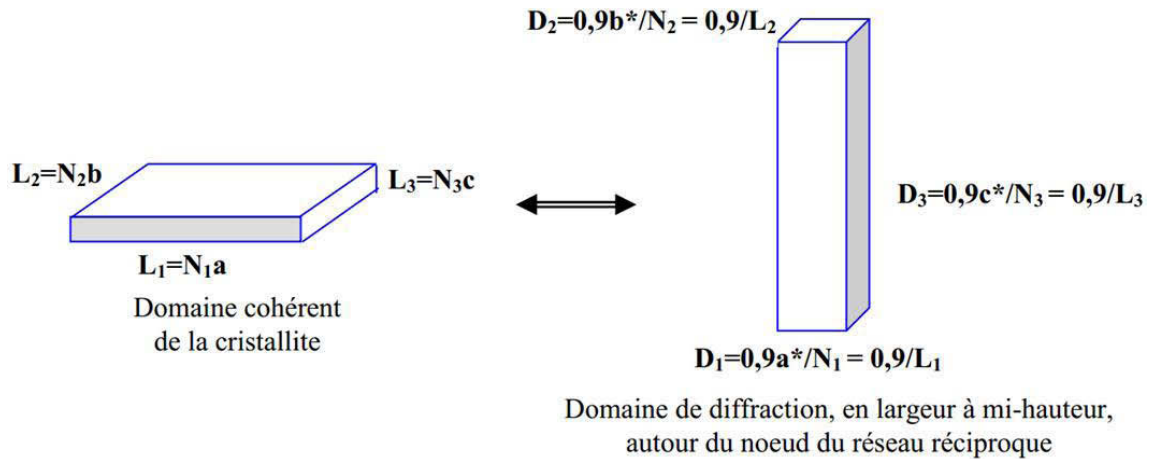 D₂=0,9b*/N₂ = 0,9/L₂
L₂=N₂b
L₃=N₃c
D₃=0,9c*/N₃ = 0,9/L₃
L₁=N₁a
Domaine cohérent
de la cristallite
D₁=0,9a*/N₁ = 0,9/L₁
Domaine de diffraction, en largeur à mi-hauteur,
autour du noeud du réseau réciproque